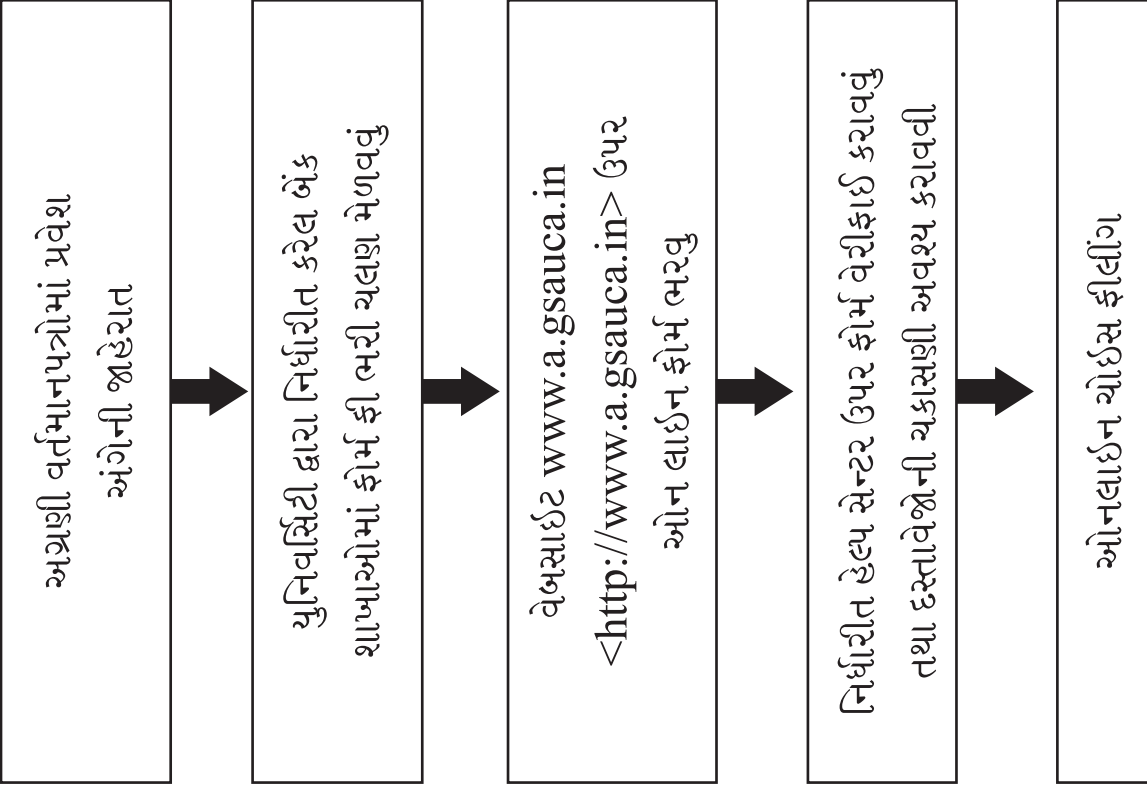 અગ્રણી વર્તમાનપત્રોમાં પ્રવેશ
અંગેની જાહેરાત
યુનિવર્સિટી દ્વારા નિર્ધારીત કરેલ બેંક
શાખાઓમાં ફોર્મ ફી ભરી ચલણ મેળવવું
વેબસાઈટ www.a.gsauca.in
<http://www.a.gsauca.in> ઉપર
ઓન લાઇન ફોર્મ ભરવું
નિર્ધારીત હેલ્પ સેન્ટર ઉપર ફોર્મ વેરીફાઈ કરાવવું
તથા દસ્તાવેજોની ચકાસણી અવશ્ય કરાવવી
ઓનલાઇન ચોઇસ ફીલીંગ